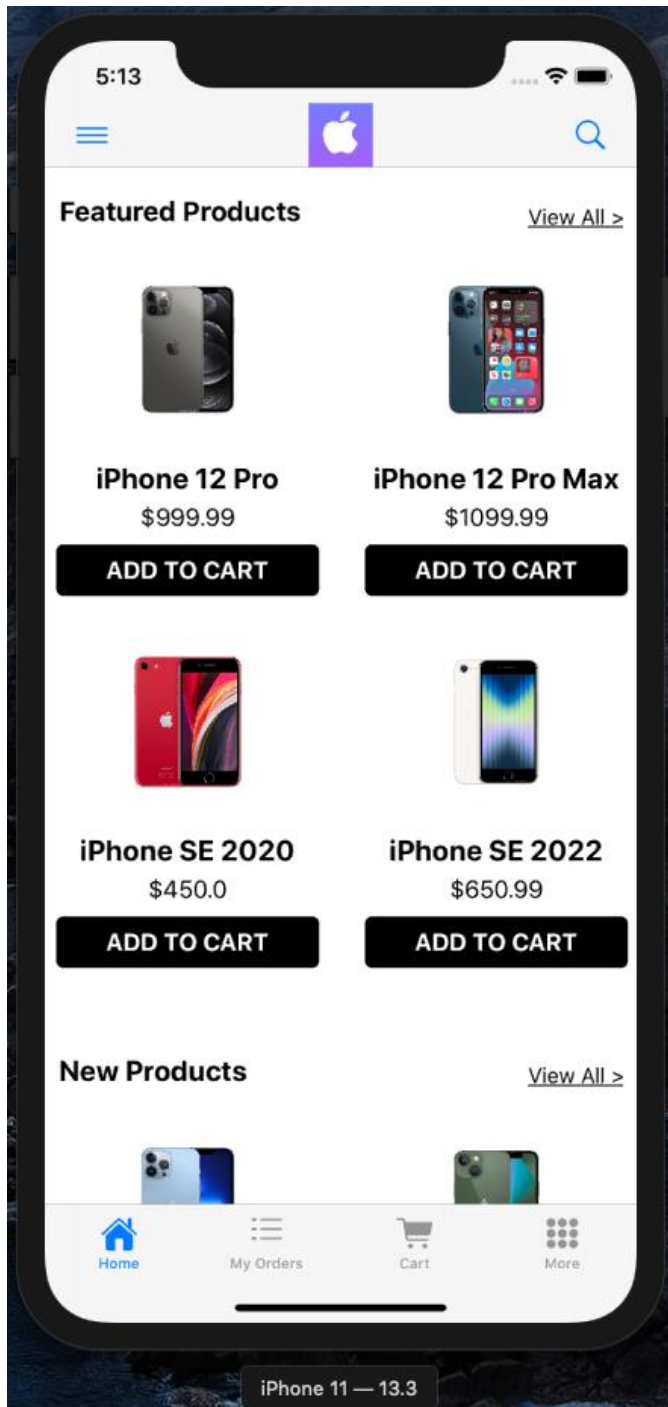 5:13
Featured Products
View All >
iPhone 12 Pro
iPhone 12 Pro Max
$999.99
$1099.99
ADD TO CART
ADD TO CART
iPhone SE 2020
iPhone SE 2022
$450.0
$650.99
ADD TO CART
ADD TO CART
New Products
View All >
Home
My Orders
Cart
More
iPhone 11 — 13.3